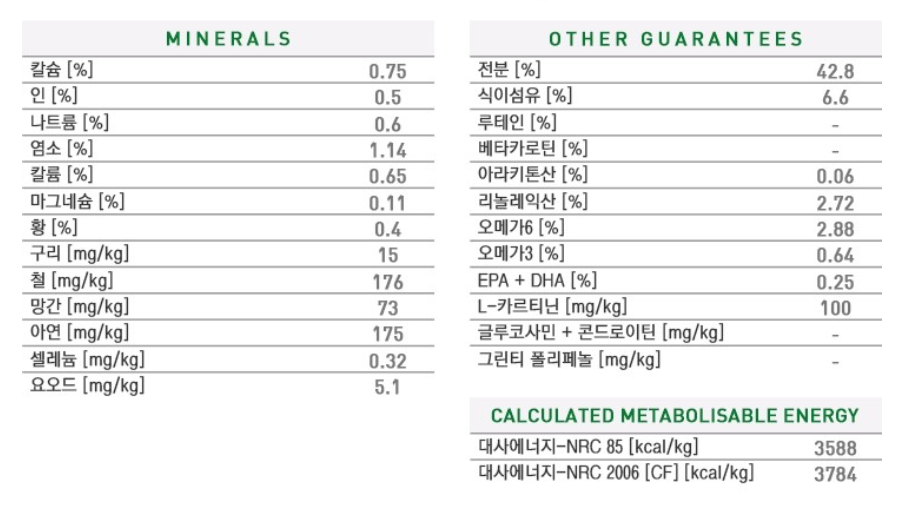 MINERALS
칼슘 [%] 0.75
인 [%] 0.5
나트륨 [%] 0.6
염소 [%] 1.14
칼륨 [%] 0.65
마그네슘 [%] 0.11
황 [%] 0.4
구리 [mg/kg] 15
철 [mg/kg] 176
망간 [mg/kg] 73
아연 [mg/kg] 175
셀레늄 [mg/kg] 0.32
요오드 [mg/kg] 5.1
OTHER GUARANTEES
전분 [%] 42.8
식이섬유 [%] 6.6
루테인 [%] -
베타카로틴 [%] -
아라키톤산 [%] 0.06
리놀레익산 [%] 2.72
오메가6 [%] 2.88
오메가3 [%] 0.64
EPA + DHA [%] 0.25
L-카르티닌 [mg/kg] 100
글루코사민 + 콘드로이틴 [mg/kg] -
그린티 폴리페놀 [mg/kg] -
CALCULATED METABOLISABLE ENERGY
대사에너지-NRC 85 [kcal/kg] 3588
대사에너지-NRC 2006 [CF] [kcal/kg] 3784